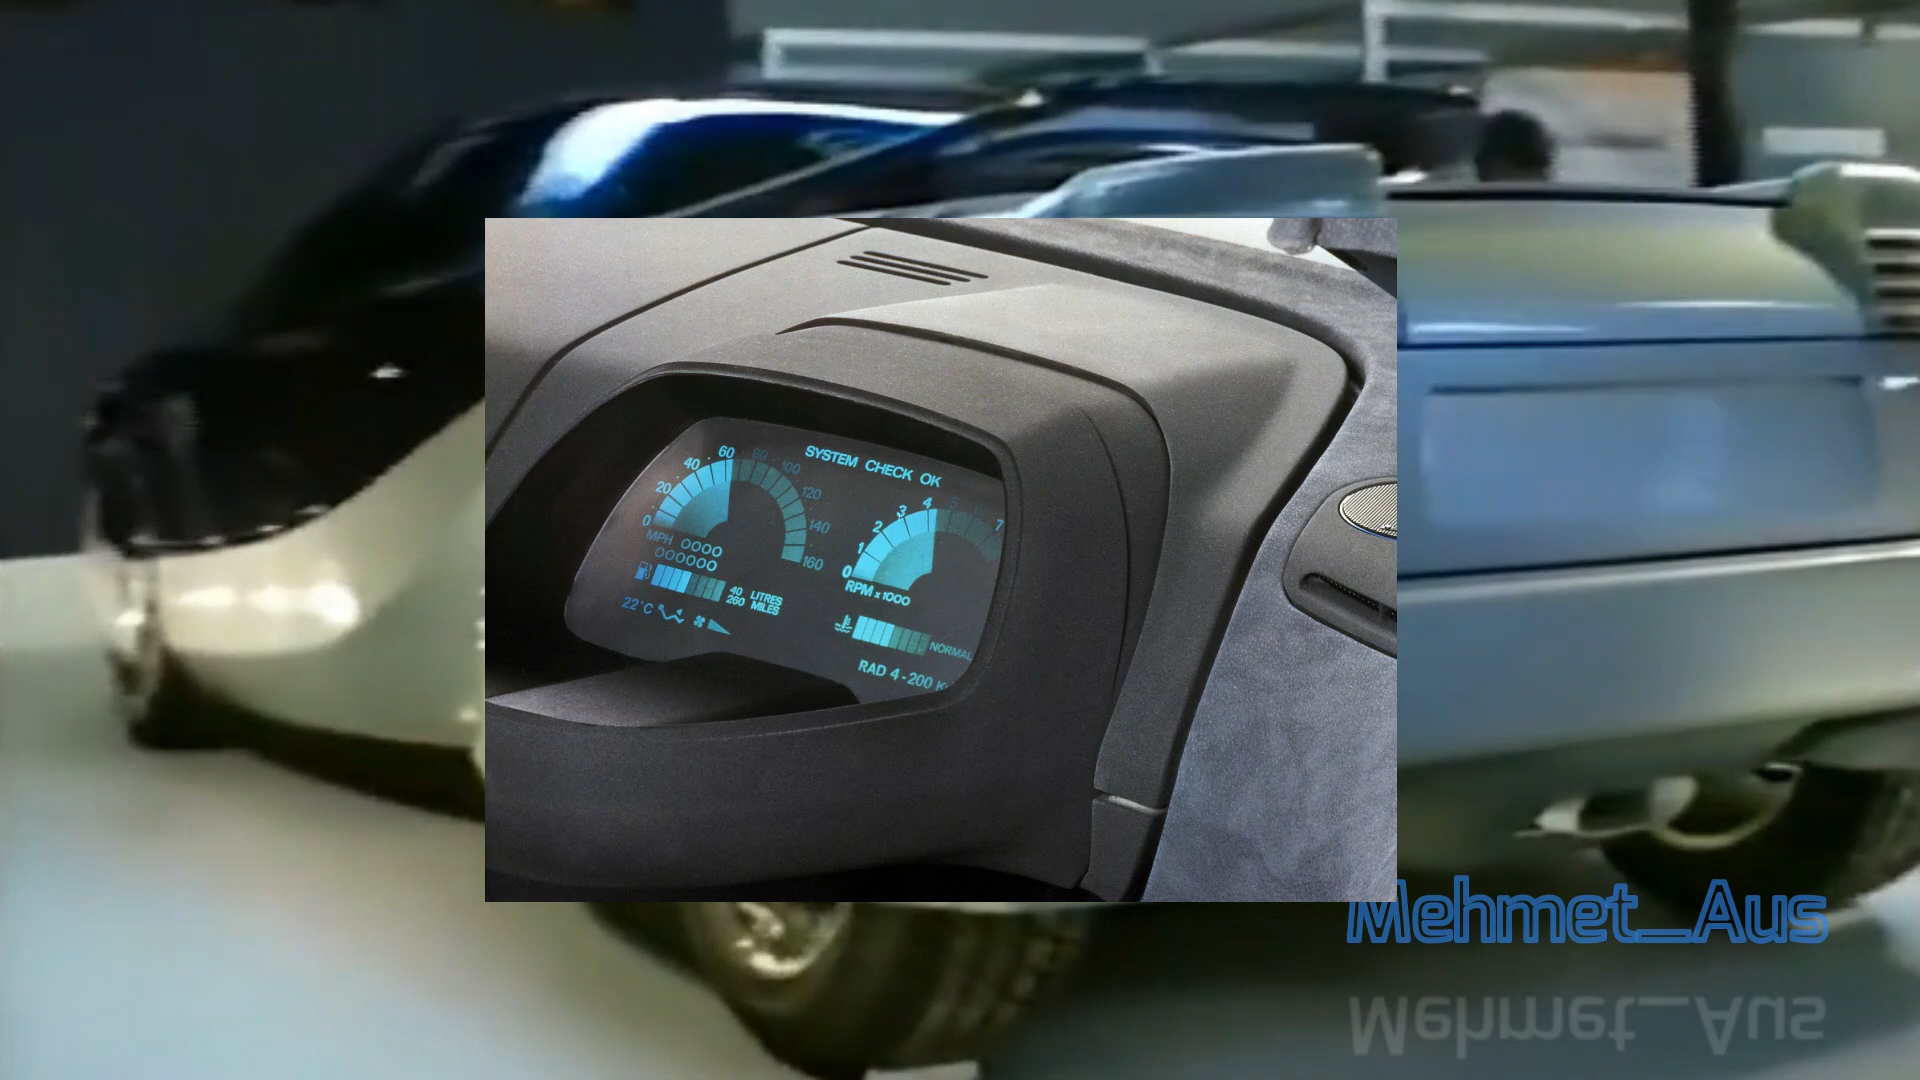 SYSTEM CHECK OK
0 20 40 60 80 100 120 140 160
MPH 0000
000000
0 1 2 3 4 5 7
RPM x 1000
40 LITRES
260 MILES
22°C
NORMAL
RAD 4-200 K
Mehmet_Aus
Mehmet_Aus